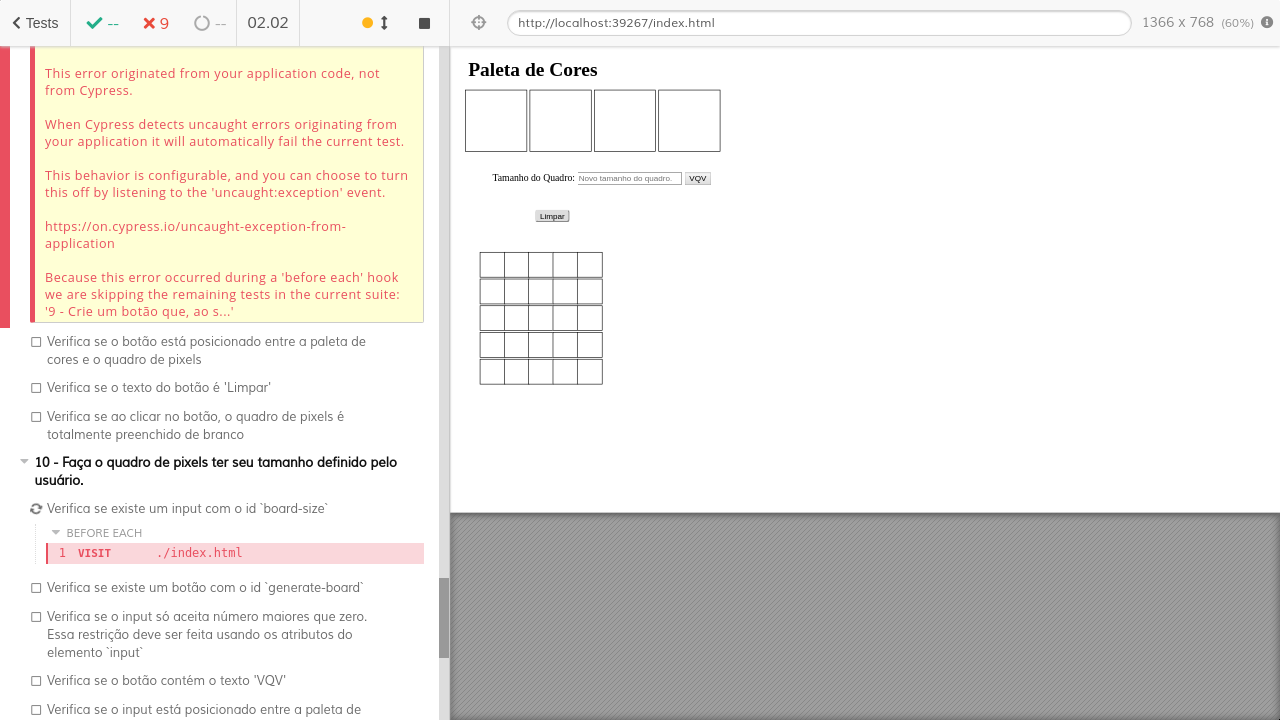 Tests
--
9
--
02.02
http://localhost:39267/index.html
1366 x 768 (60%)
This error originated from your application code, not
from Cypress.
When Cypress detects uncaught errors originating from
your application it will automatically fail the current test.
This behavior is configurable, and you can choose to turn
this off by listening to the 'uncaught:exception' event.
https://on.cypress.io/uncaught-exception-from-
application
Because this error occurred during a 'before each' hook
we are skipping the remaining tests in the current suite:
'9 - Crie um botão que, ao s...'
Verifica se o botão está posicionado entre a paleta de
cores e o quadro de pixels
Verifica se o texto do botão é 'Limpar'
Verifica se ao clicar no botão, o quadro de pixels é
totalmente preenchido de branco
10 - Faça o quadro de pixels ter seu tamanho definido pelo
usuário.
Verifica se existe um input com o id `board-size`
BEFORE EACH
1 VISIT ./index.html
Verifica se existe um botão com o id `generate-board`
Verifica se o input só aceita número maiores que zero.
Essa restrição deve ser feita usando os atributos do
elemento `input`
Verifica se o botão contém o texto 'VQV'
Verifica se o input está posicionado entre a paleta de
Paleta de Cores
Tamanho do Quadro: Novo tamanho do quadro. VQV
Limpar